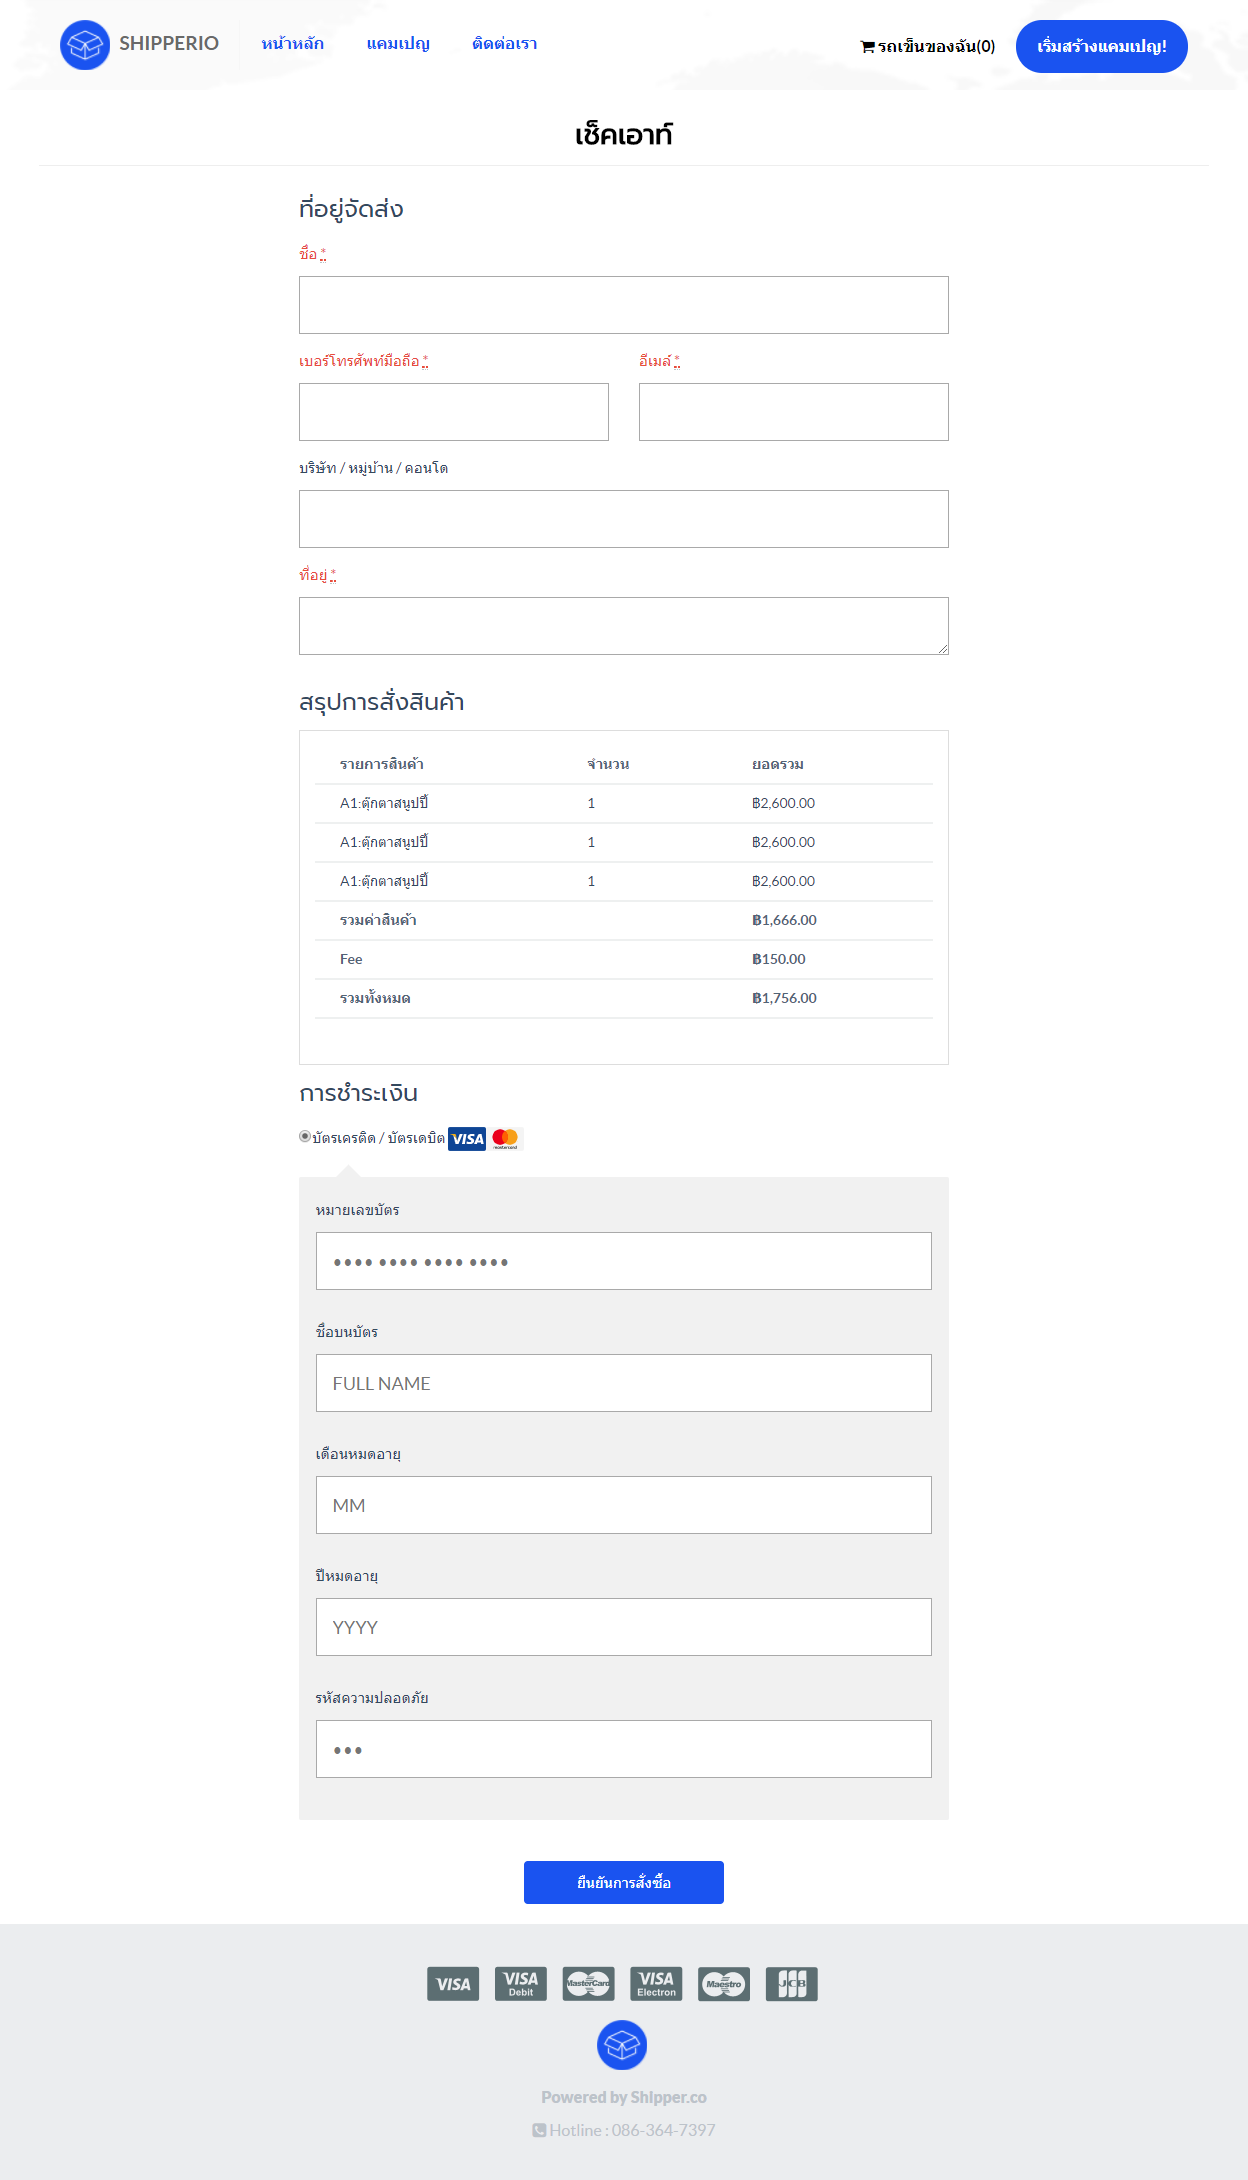 SHIPPERIO หน้าหลัก แคมเปญ ติดต่อเรา รถเข็นของฉัน(0) เริ่มสร้างแคมเปญ!
เช็คเอาท์
ที่อยู่จัดส่ง
ชื่อ *
เบอร์โทรศัพท์มือถือ * อีเมล์ *
บริษัท / หมู่บ้าน / คอนโด
ที่อยู่ *
สรุปการสั่งสินค้า
รายการสินค้า จำนวน ยอดรวม
A1:ตุ๊กตาสนูปปี้ 1 ฿2,600.00
A1:ตุ๊กตาสนูปปี้ 1 ฿2,600.00
A1:ตุ๊กตาสนูปปี้ 1 ฿2,600.00
รวมค่าสินค้า ฿1,666.00
Fee ฿150.00
รวมทั้งหมด ฿1,756.00
การชำระเงิน
บัตรเครดิต / บัตรเดบิต VISA mastercard
หมายเลขบัตร
•••• •••• •••• ••••
ชื่อบนบัตร
FULL NAME
เดือนหมดอายุ
MM
ปีหมดอายุ
YYYY
รหัสความปลอดภัย
•••
ยืนยันการสั่งซื้อ
VISA VISA Debit MasterCard VISA Electron Maestro JCB
Powered by Shipper.co
Hotline : 086-364-7397